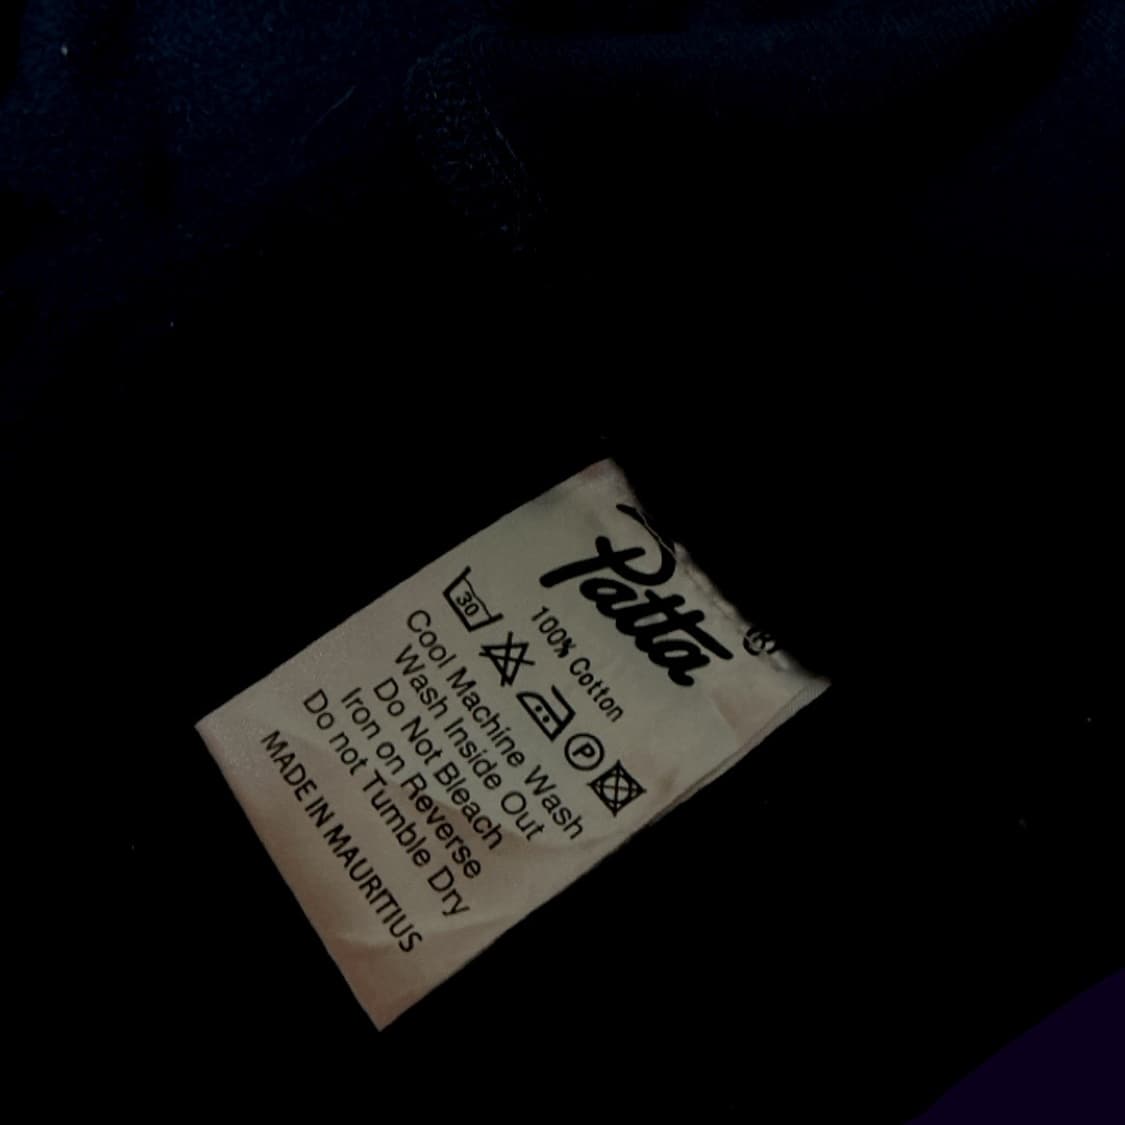 Patta®
100% Cotton
30 P
Cool Machine Wash
Wash Inside Out
Do Not Bleach
Iron on Reverse
Do not Tumble Dry
MADE IN MAURITIUS